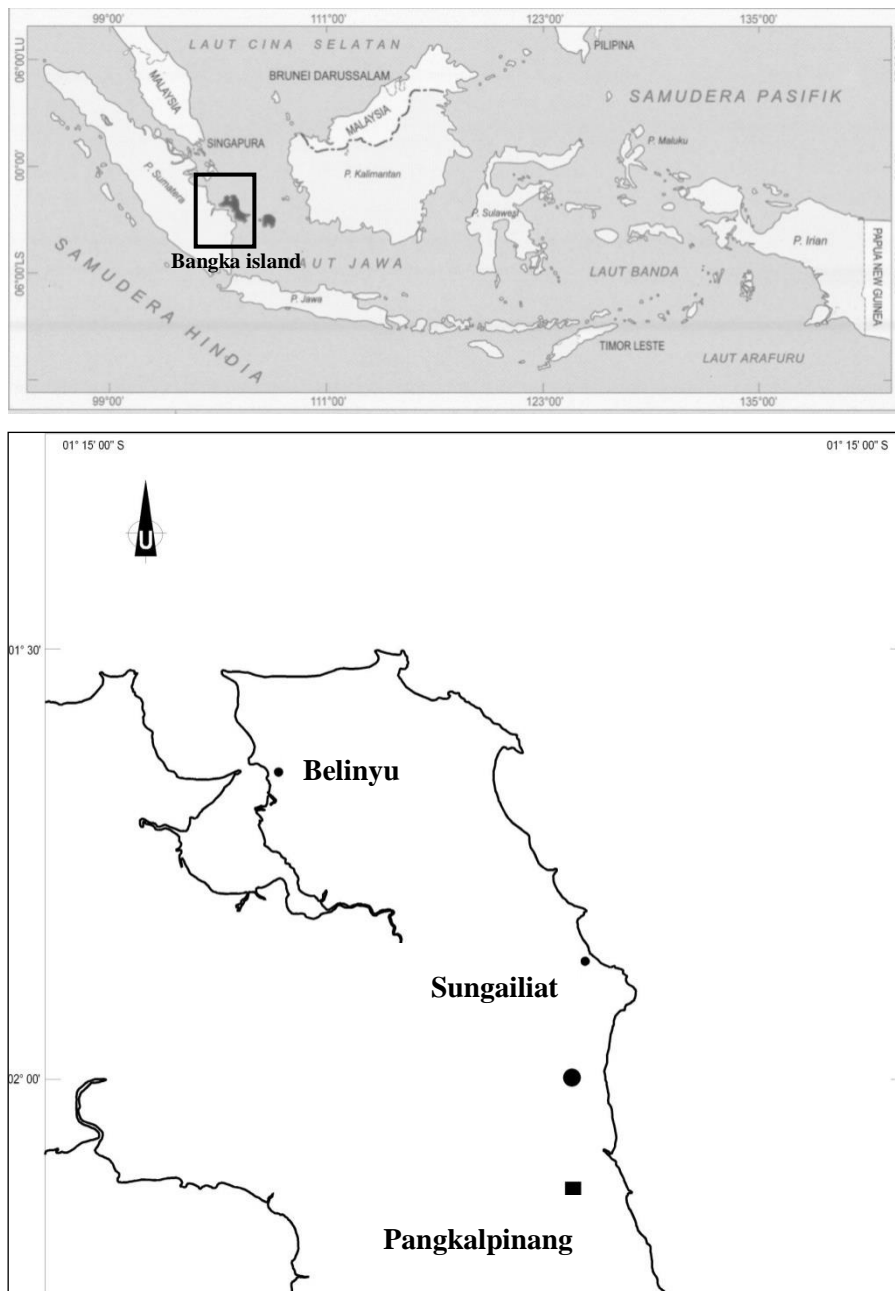 99°00' 111°00' 123°00' 135°00'
06°00'LU
LAUT CINA SELATAN
PILIPINA
BRUNEI DARUSSALAM
MALAYSIA
MALAYSIA
SAMUDERA PASIFIK
SINGAPURA
P. Maluku
00°00'
P. Sumatera
P. Kalimantan
P. Sulawesi
P. Irian
PAPUA NEW GUINEA
Bangka island
AUT JAWA
06°00'LS
LAUT BANDA
SAMUDERA HINDIA
P. Jawa
TIMOR LESTE
LAUT ARAFURU
99°00' 111°00' 123°00' 135°00'
01° 15' 00" S 01° 15' 00" S
U
01° 30'
Belinyu
Sungailiat
02° 00'
Pangkalpinang